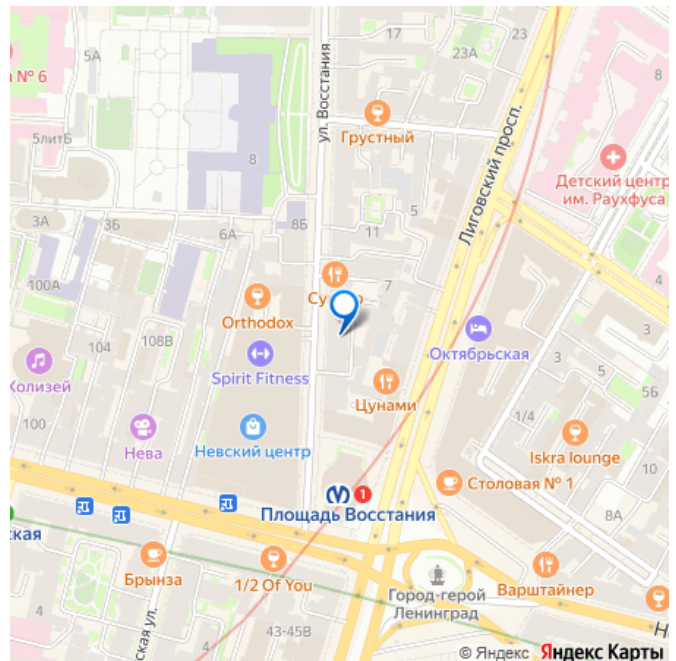 17
23
23А
8
№ 6
5А
ул. Восстания
Грустный
Лиговский просп.
5литБ
8
Детский центр
им. Раухфуса
3А
3Б
6А
8Б
5
11
4
100А
7
Orthodox
104
108В
Spirit Fitness
Октябрьская
3
3
5
5Б
Колизей
Цунами
100
1/4
Нева
Невский центр
Iskra lounge
10
Столовая № 1
1
Площадь Восстания
8А
ская
Брынза
1/2 Of You
Варштайнер
Город-герой
Ленинград
4
4
43-45В
ская ул.
© Яндекс Яндекс Карты